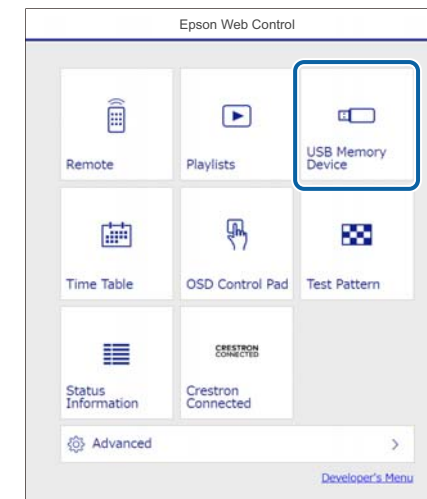 Epson Web Control
Remote
Playlists
USB Memory
Device
Time Table
OSD Control Pad
Test Pattern
Status
Information
CRESTRON
CONNECTED
Crestron
Connected
Advanced
Developer's Menu